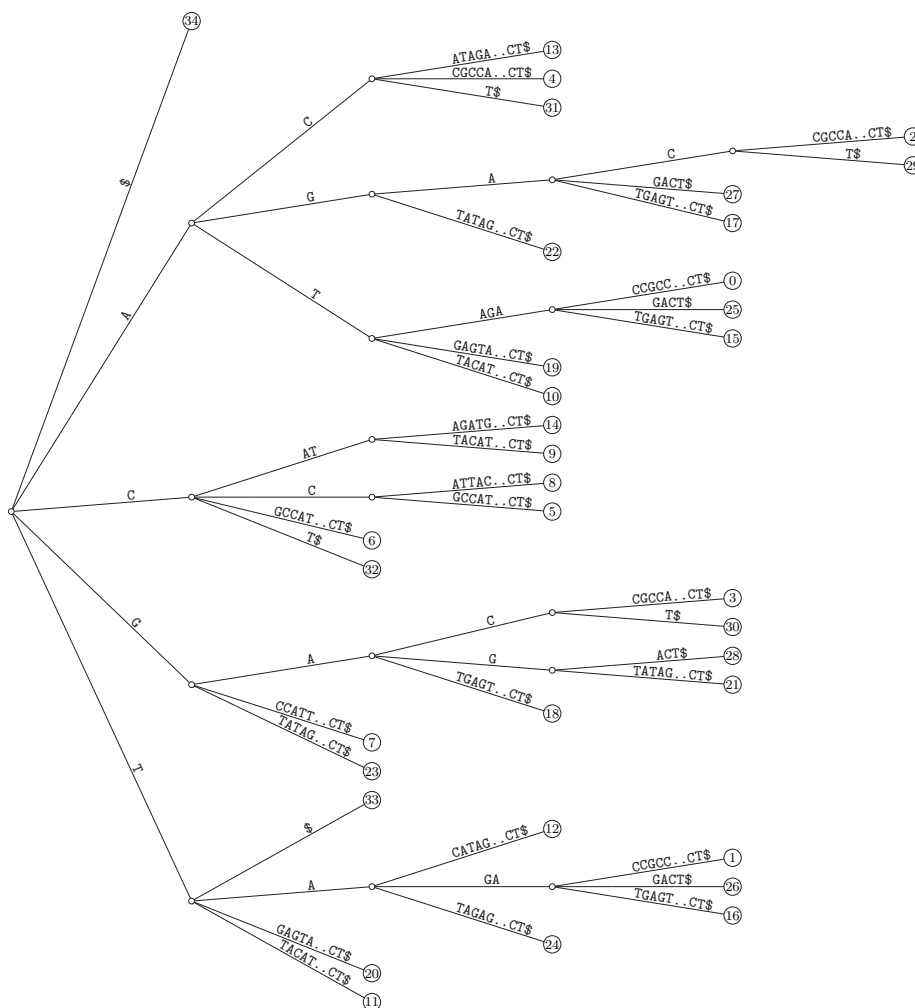 34
$
ATAGA..CT$ 13
CGCCA..CT$ 4
T$ 31
C
CGCCA..CT$ 2
T$ 29
C
A
GACT$ 27
TGAGT..CT$ 17
G
TATAG..CT$ 22
A
T
CCGCC..CT$ 0
GACT$ 25
TGAGT..CT$ 15
AGA
GAGTA..CT$ 19
TACAT..CT$ 10
AGATG..CT$ 14
TACAT..CT$ 9
AT
C
C
ATTAC..CT$ 8
GCCAT..CT$ 5
GCCAT..CT$ 6
T$ 32
G
CGCCA..CT$ 3
T$ 30
C
A
G
ACT$ 28
TATAG..CT$ 21
TGAGT..CT$ 18
CCATT..CT$ 7
TATAG..CT$ 23
T
33
$
CATAG..CT$ 12
A
GA
CCGCC..CT$ 1
GACT$ 26
TGAGT..CT$ 16
TAGAG..CT$ 24
GAGTA..CT$ 20
TACAT..CT$ 11